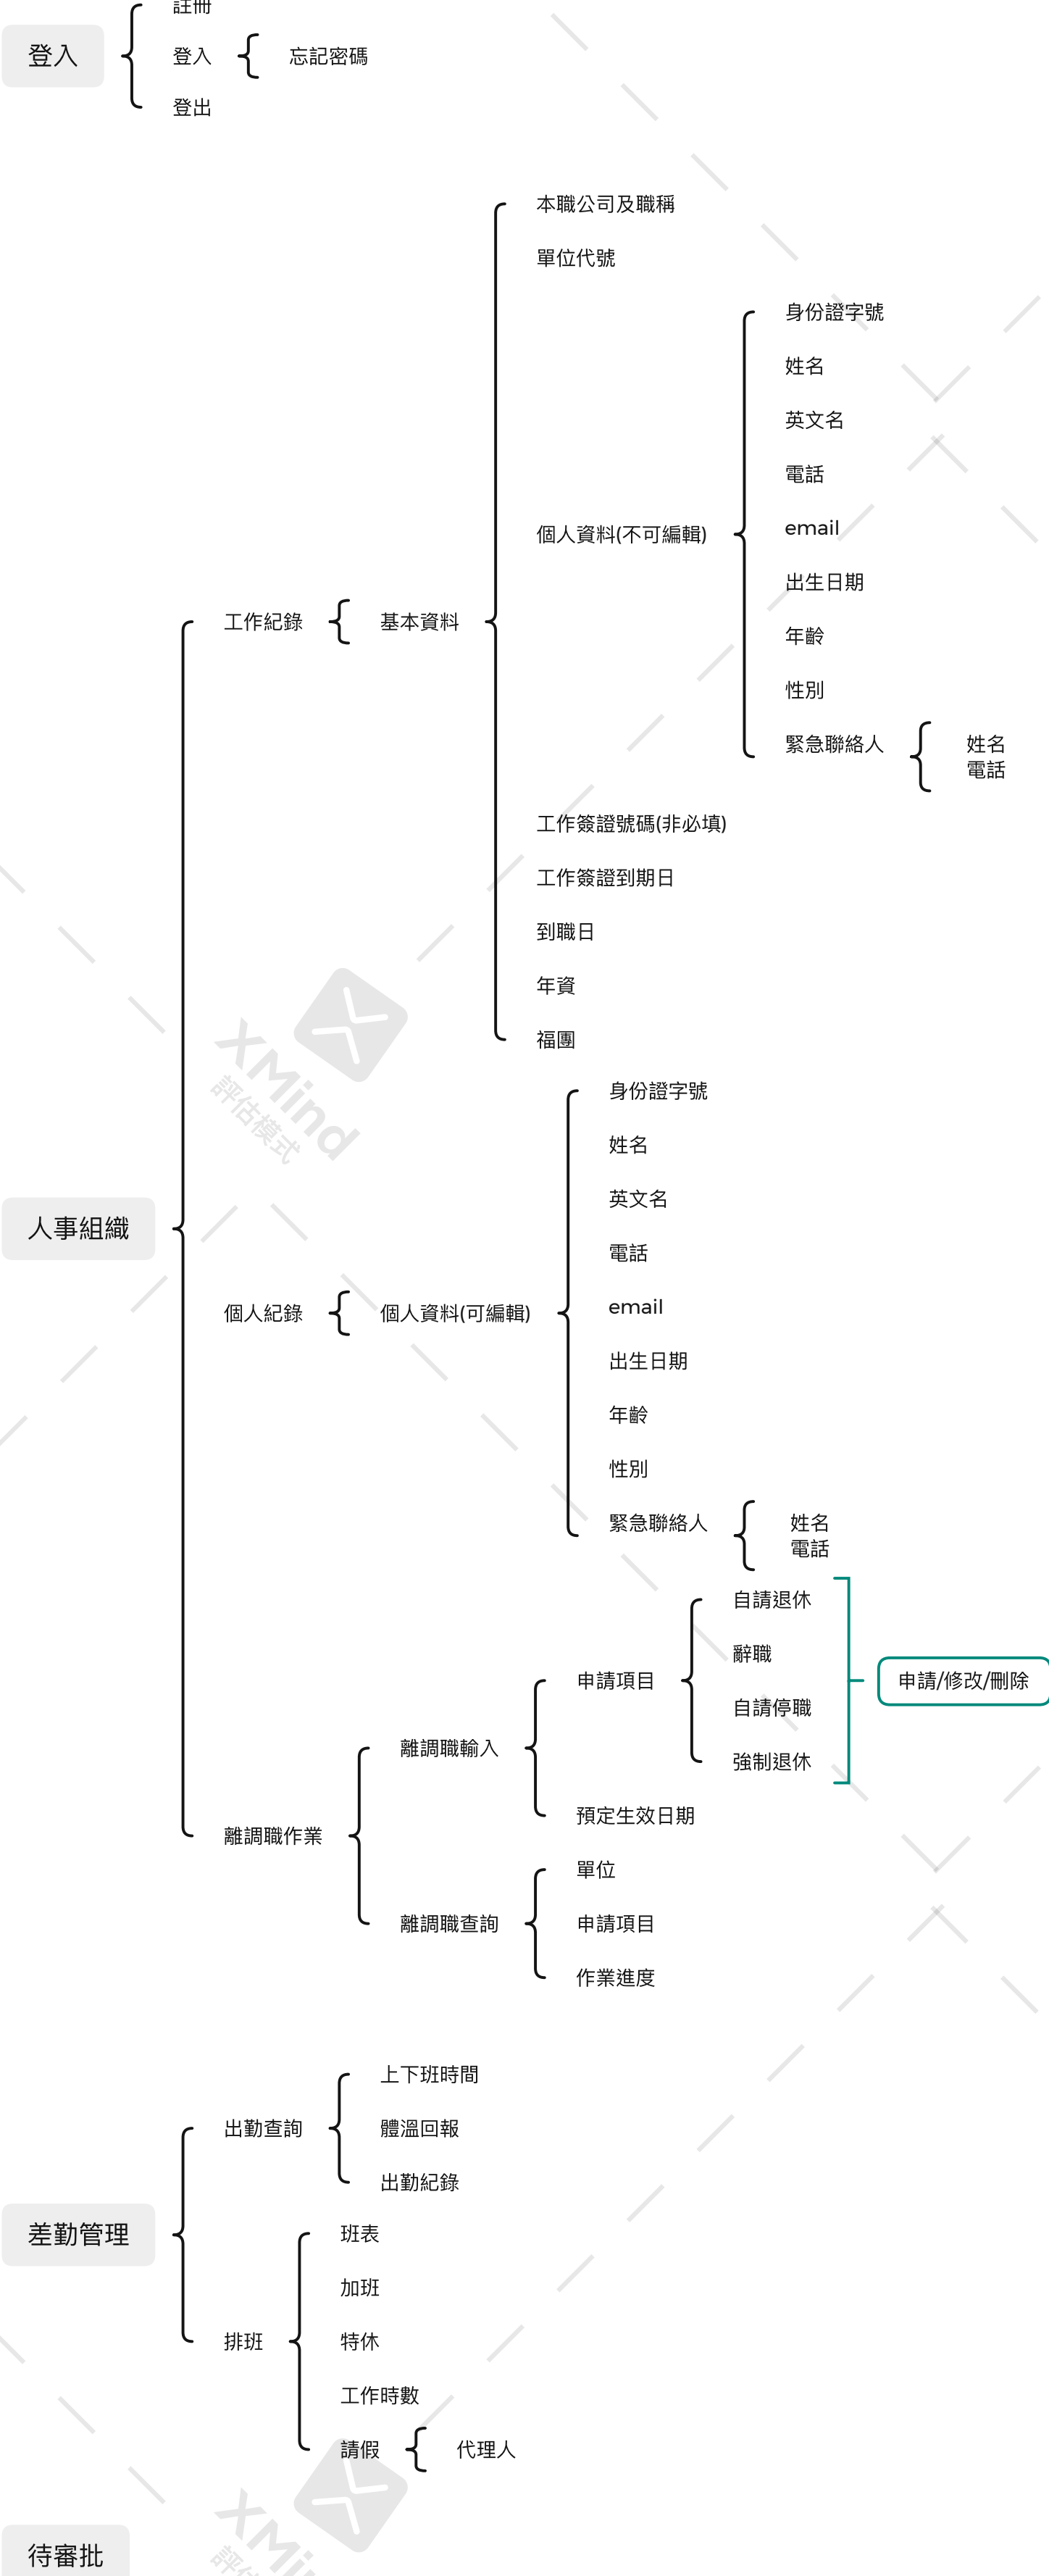 註冊
登入
登入
忘記密碼
登出
本職公司及職稱
單位代號
身份證字號
姓名
英文名
電話
個人資料(不可編輯)
email
出生日期
工作紀錄
基本資料
年齡
性別
緊急聯絡人
姓名
電話
工作簽證號碼(非必填)
工作簽證到期日
到職日
年資
福團
XMind
評估模式
身份證字號
姓名
英文名
人事組織
電話
個人紀錄
個人資料(可編輯)
email
出生日期
年齡
性別
緊急聯絡人
姓名
電話
自請退休
辭職
申請項目
申請/修改/刪除
自請停職
離調職輸入
強制退休
預定生效日期
離調職作業
單位
離調職查詢
申請項目
作業進度
上下班時間
出勤查詢
體溫回報
出勤紀錄
差勤管理
班表
加班
排班
特休
工作時數
請假
代理人
待審批
XMin
評估